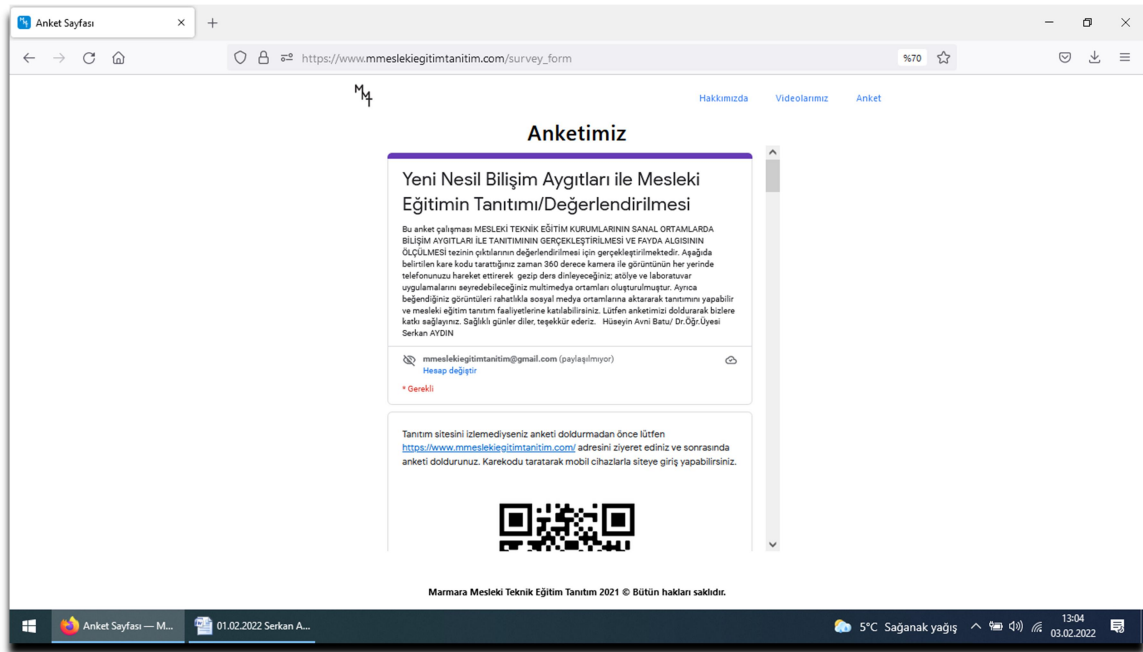 Anket Sayfası
https://www.mmeslekiegitimtanitim.com/survey_form
%70
Hakkımızda
Videolarımız
Anket
Anketimiz
Yeni Nesil Bilişim Aygıtları ile Mesleki
Eğitimin Tanıtımı/Değerlendirilmesi
Bu anket çalışması MESLEKİ TEKNİK EĞİTİM KURUMLARININ SANAL ORTAMLARDA
BİLİŞİM AYGITLARI İLE TANITIMININ GERÇEKLEŞTİRİLMESİ VE FAYDA ALGISININ
ÖLÇÜLMESİ tezinin çıktılarının değerlendirilmesi için gerçekleştirilmektedir. Aşağıda
belirtilen kare kodu tarattığınız zaman 360 derece kamera ile görüntünün her yerinde
telefonunuzu hareket ettirerek gezip ders dinleyeceğiniz; atölye ve laboratuvar
uygulamalarını seyredebileceğiniz multimedya ortamları oluşturulmuştur. Ayrıca
beğendiğiniz görüntüleri rahatlıkla sosyal medya ortamlarına aktararak tanıtımını yapabilir
ve mesleki eğitim tanıtım faaliyetlerine katılabilirsiniz. Lütfen anketimizi doldurarak bizlere
katkı sağlayınız. Sağlıklı günler diler, teşekkür ederiz. Hüseyin Avni Batu/ Dr.Öğr.Üyesi
Serkan AYDIN
mmeslekiegitimtanitim@gmail.com (paylaşılmıyor)
Hesap değiştir
* Gerekli
Tanıtım sitesini izlemediyseniz anketi doldurmadan önce lütfen
https://www.mmeslekiegitimtanitim.com/ adresini ziyaret ediniz ve sonrasında
anketi doldurunuz. Karekodu taratarak mobil cihazlarla siteye giriş yapabilirsiniz.
Marmara Mesleki Teknik Eğitim Tanıtım 2021 © Bütün hakları saklıdır.
Anket Sayfası — M...
01.02.2022 Serkan A...
5°C Sağanak yağış
13:04
03.02.2022